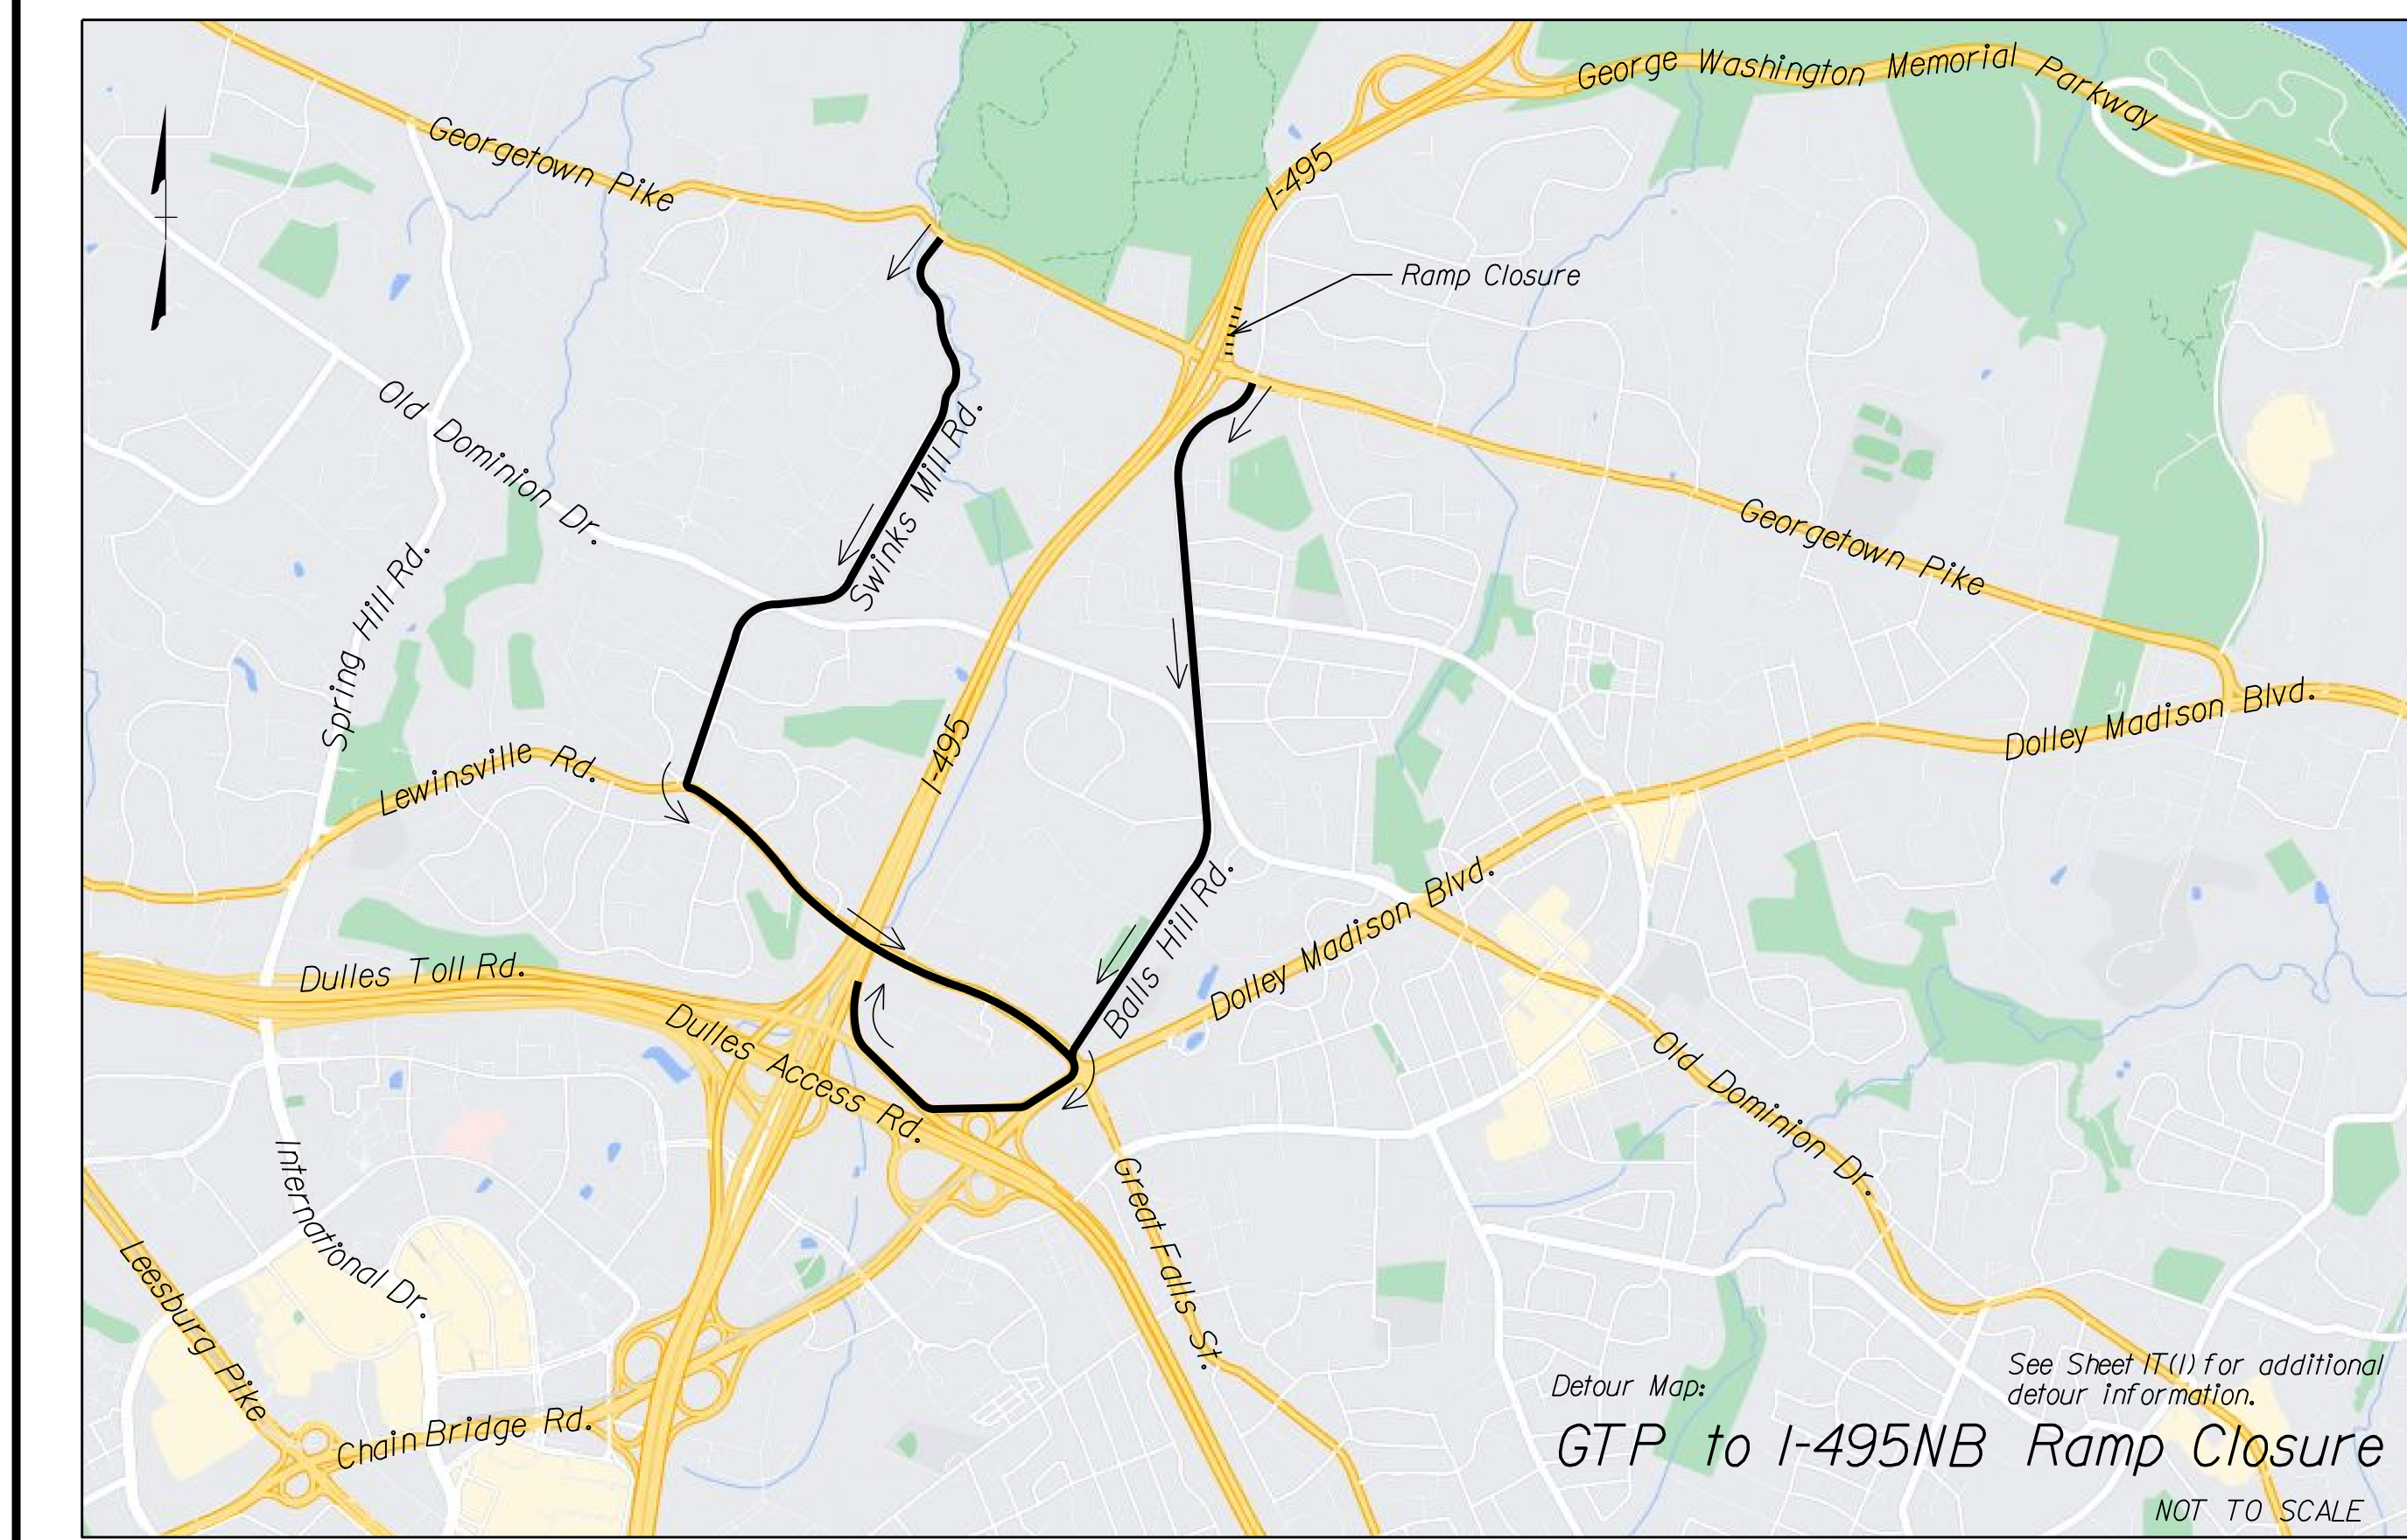 George Washington Memorial Parkway
Georgetown Pike
I-495
Ramp Closure
Old Dominion Dr.
Swinks Mill Rd.
Georgetown Pike
Spring Hill Rd.
Lewinsville Rd.
I-495
Dolley Madison Blvd.
Balls Hill Rd.
Dolley Madison Blvd.
Dulles Toll Rd.
Dulles Access Rd.
Old Dominion Dr.
International Dr.
Great Falls St.
Leesburg Pike
Chain Bridge Rd.
See Sheet 1T(1) for additional
detour information.
Detour Map:
GTP to I-495NB Ramp Closure
NOT TO SCALE